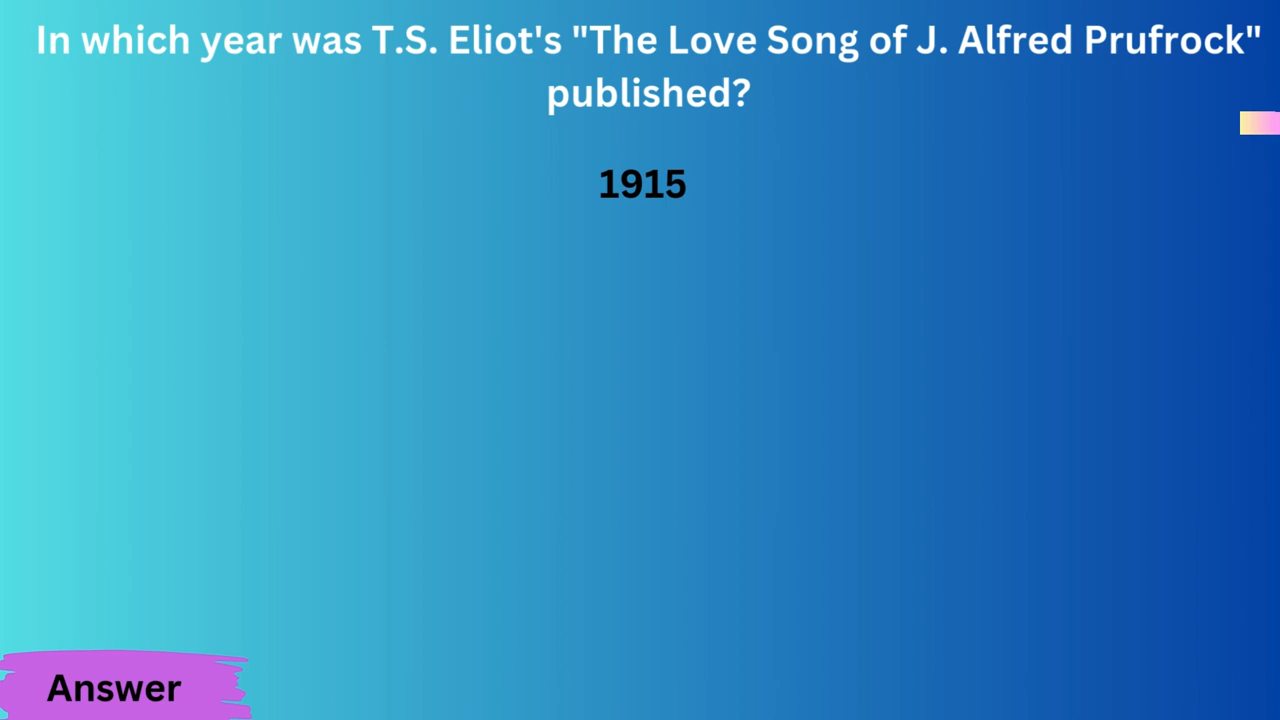 In which year was T.S. Eliot's "The Love Song of J. Alfred Prufrock"
published?
1915
Answer